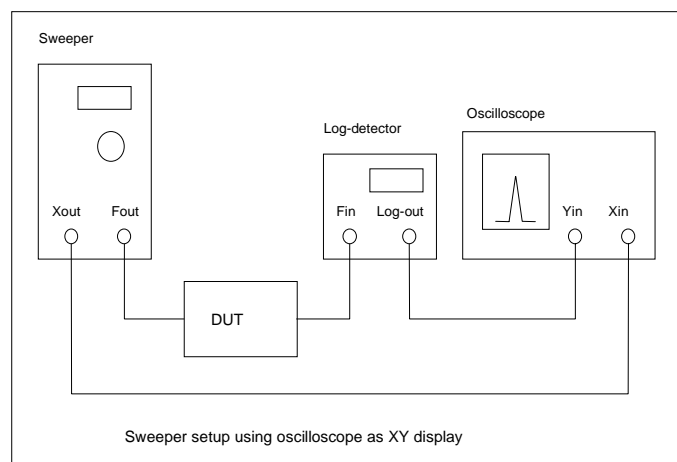 Sweeper
Oscilloscope
Log-detector
Xout Fout
Fin Log-out
Yin Xin
DUT
Sweeper setup using oscilloscope as XY display